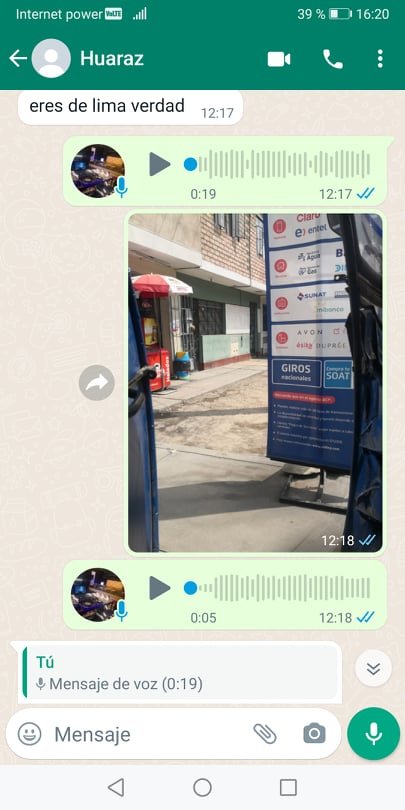 Internet power VoLTE 39 % 16:20
Huaraz
eres de lima verdad 12:17
0:19 12:17
Claro
entel
Agua
Gas
SUNAT
mibanco
AVON
ésika DUPRÉE
GIROS
nacionales
Compra tu
SOAT
12:18
0:05 12:18
Tú
Mensaje de voz (0:19)
Mensaje